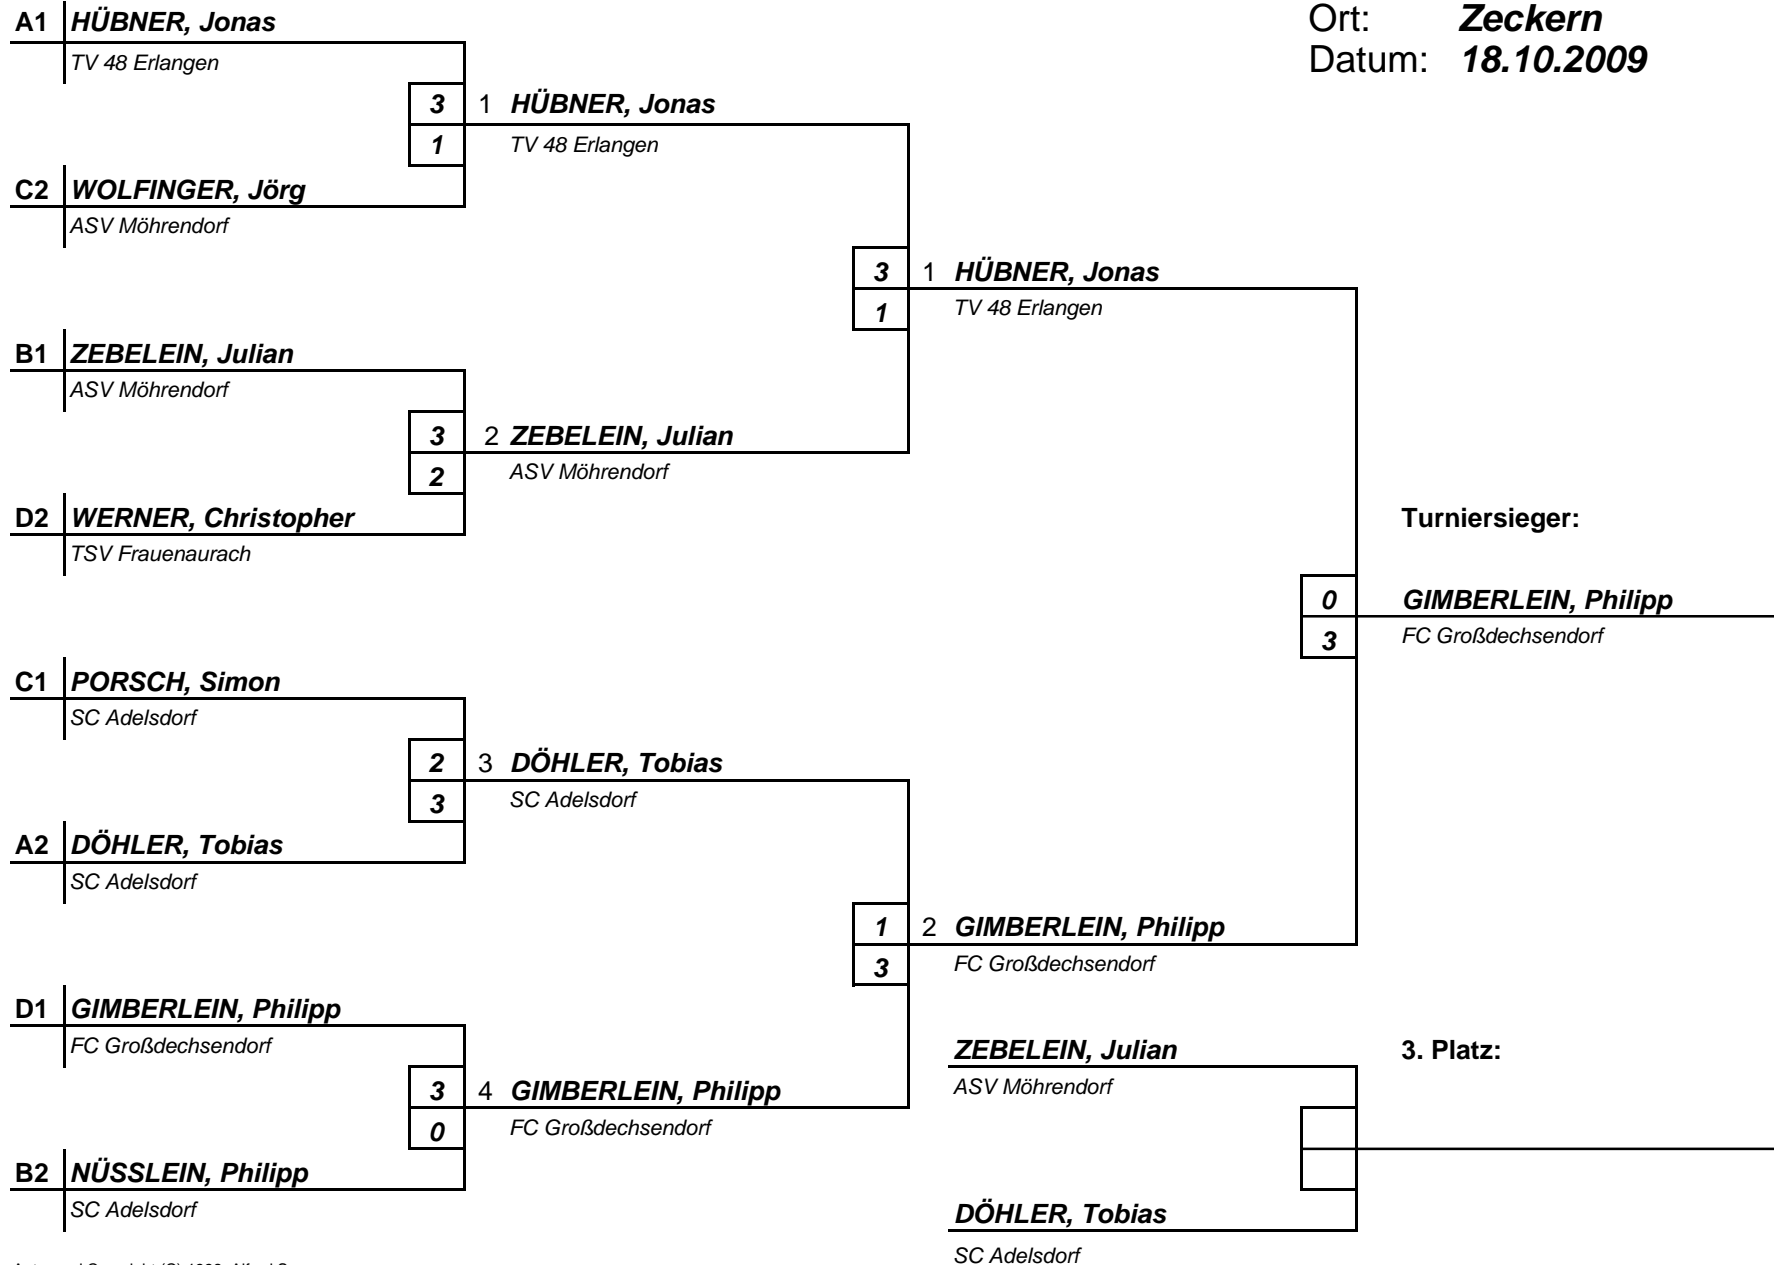 Ort: Zeckern
Datum: 18.10.2009
A1 HÜBNER, Jonas
TV 48 Erlangen
3 1 HÜBNER, Jonas
1 TV 48 Erlangen
C2 WOLFINGER, Jörg
ASV Möhrendorf
3 1 HÜBNER, Jonas
1 TV 48 Erlangen
B1 ZEBELEIN, Julian
ASV Möhrendorf
3 2 ZEBELEIN, Julian
2 ASV Möhrendorf
D2 WERNER, Christopher
TSV Frauenaurach
Turniersieger:
0 GIMBERLEIN, Philipp
3 FC Großdechsendorf
C1 PORSCH, Simon
SC Adelsdorf
2 3 DÖHLER, Tobias
3 SC Adelsdorf
A2 DÖHLER, Tobias
SC Adelsdorf
1 2 GIMBERLEIN, Philipp
3 FC Großdechsendorf
D1 GIMBERLEIN, Philipp
FC Großdechsendorf
ZEBELEIN, Julian 3. Platz:
ASV Möhrendorf
3 4 GIMBERLEIN, Philipp
0 FC Großdechsendorf
B2 NÜSSLEIN, Philipp
SC Adelsdorf
DÖHLER, Tobias
SC Adelsdorf